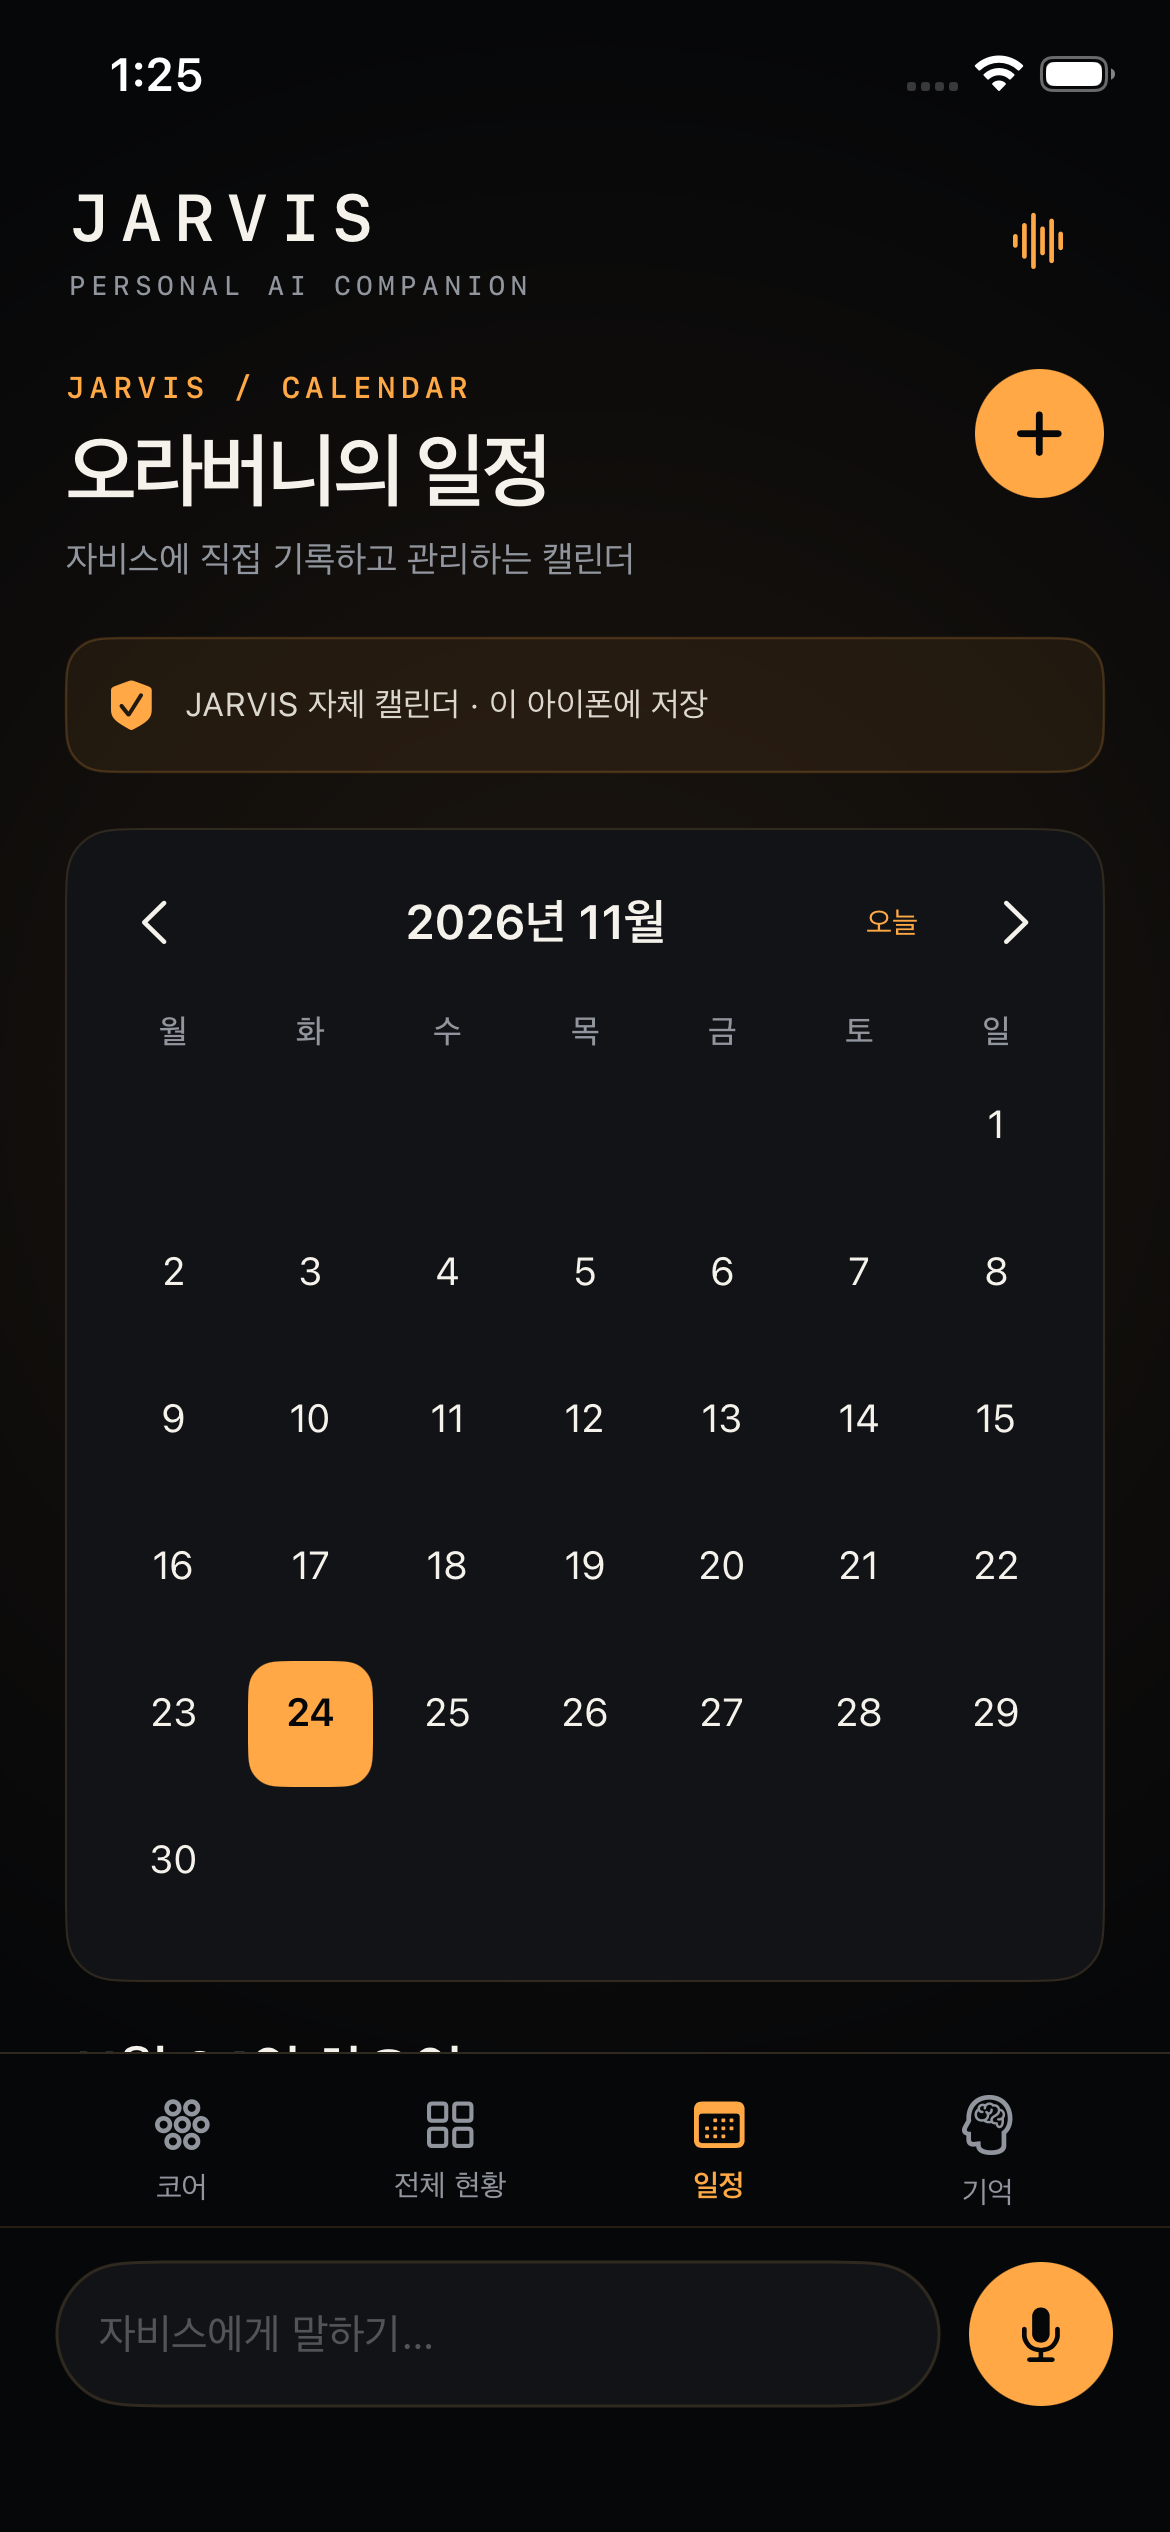 1:25
JARVIS
PERSONAL AI COMPANION
JARVIS / CALENDAR
오라버니의 일정
자비스에 직접 기록하고 관리하는 캘린더
JARVIS 자체 캘린더 · 이 아이폰에 저장
2026년 11월 오늘
월 화 수 목 금 토 일
1
2 3 4 5 6 7 8
9 10 11 12 13 14 15
16 17 18 19 20 21 22
23 24 25 26 27 28 29
30
코어 전체 현황 일정 기억
자비스에게 말하기...